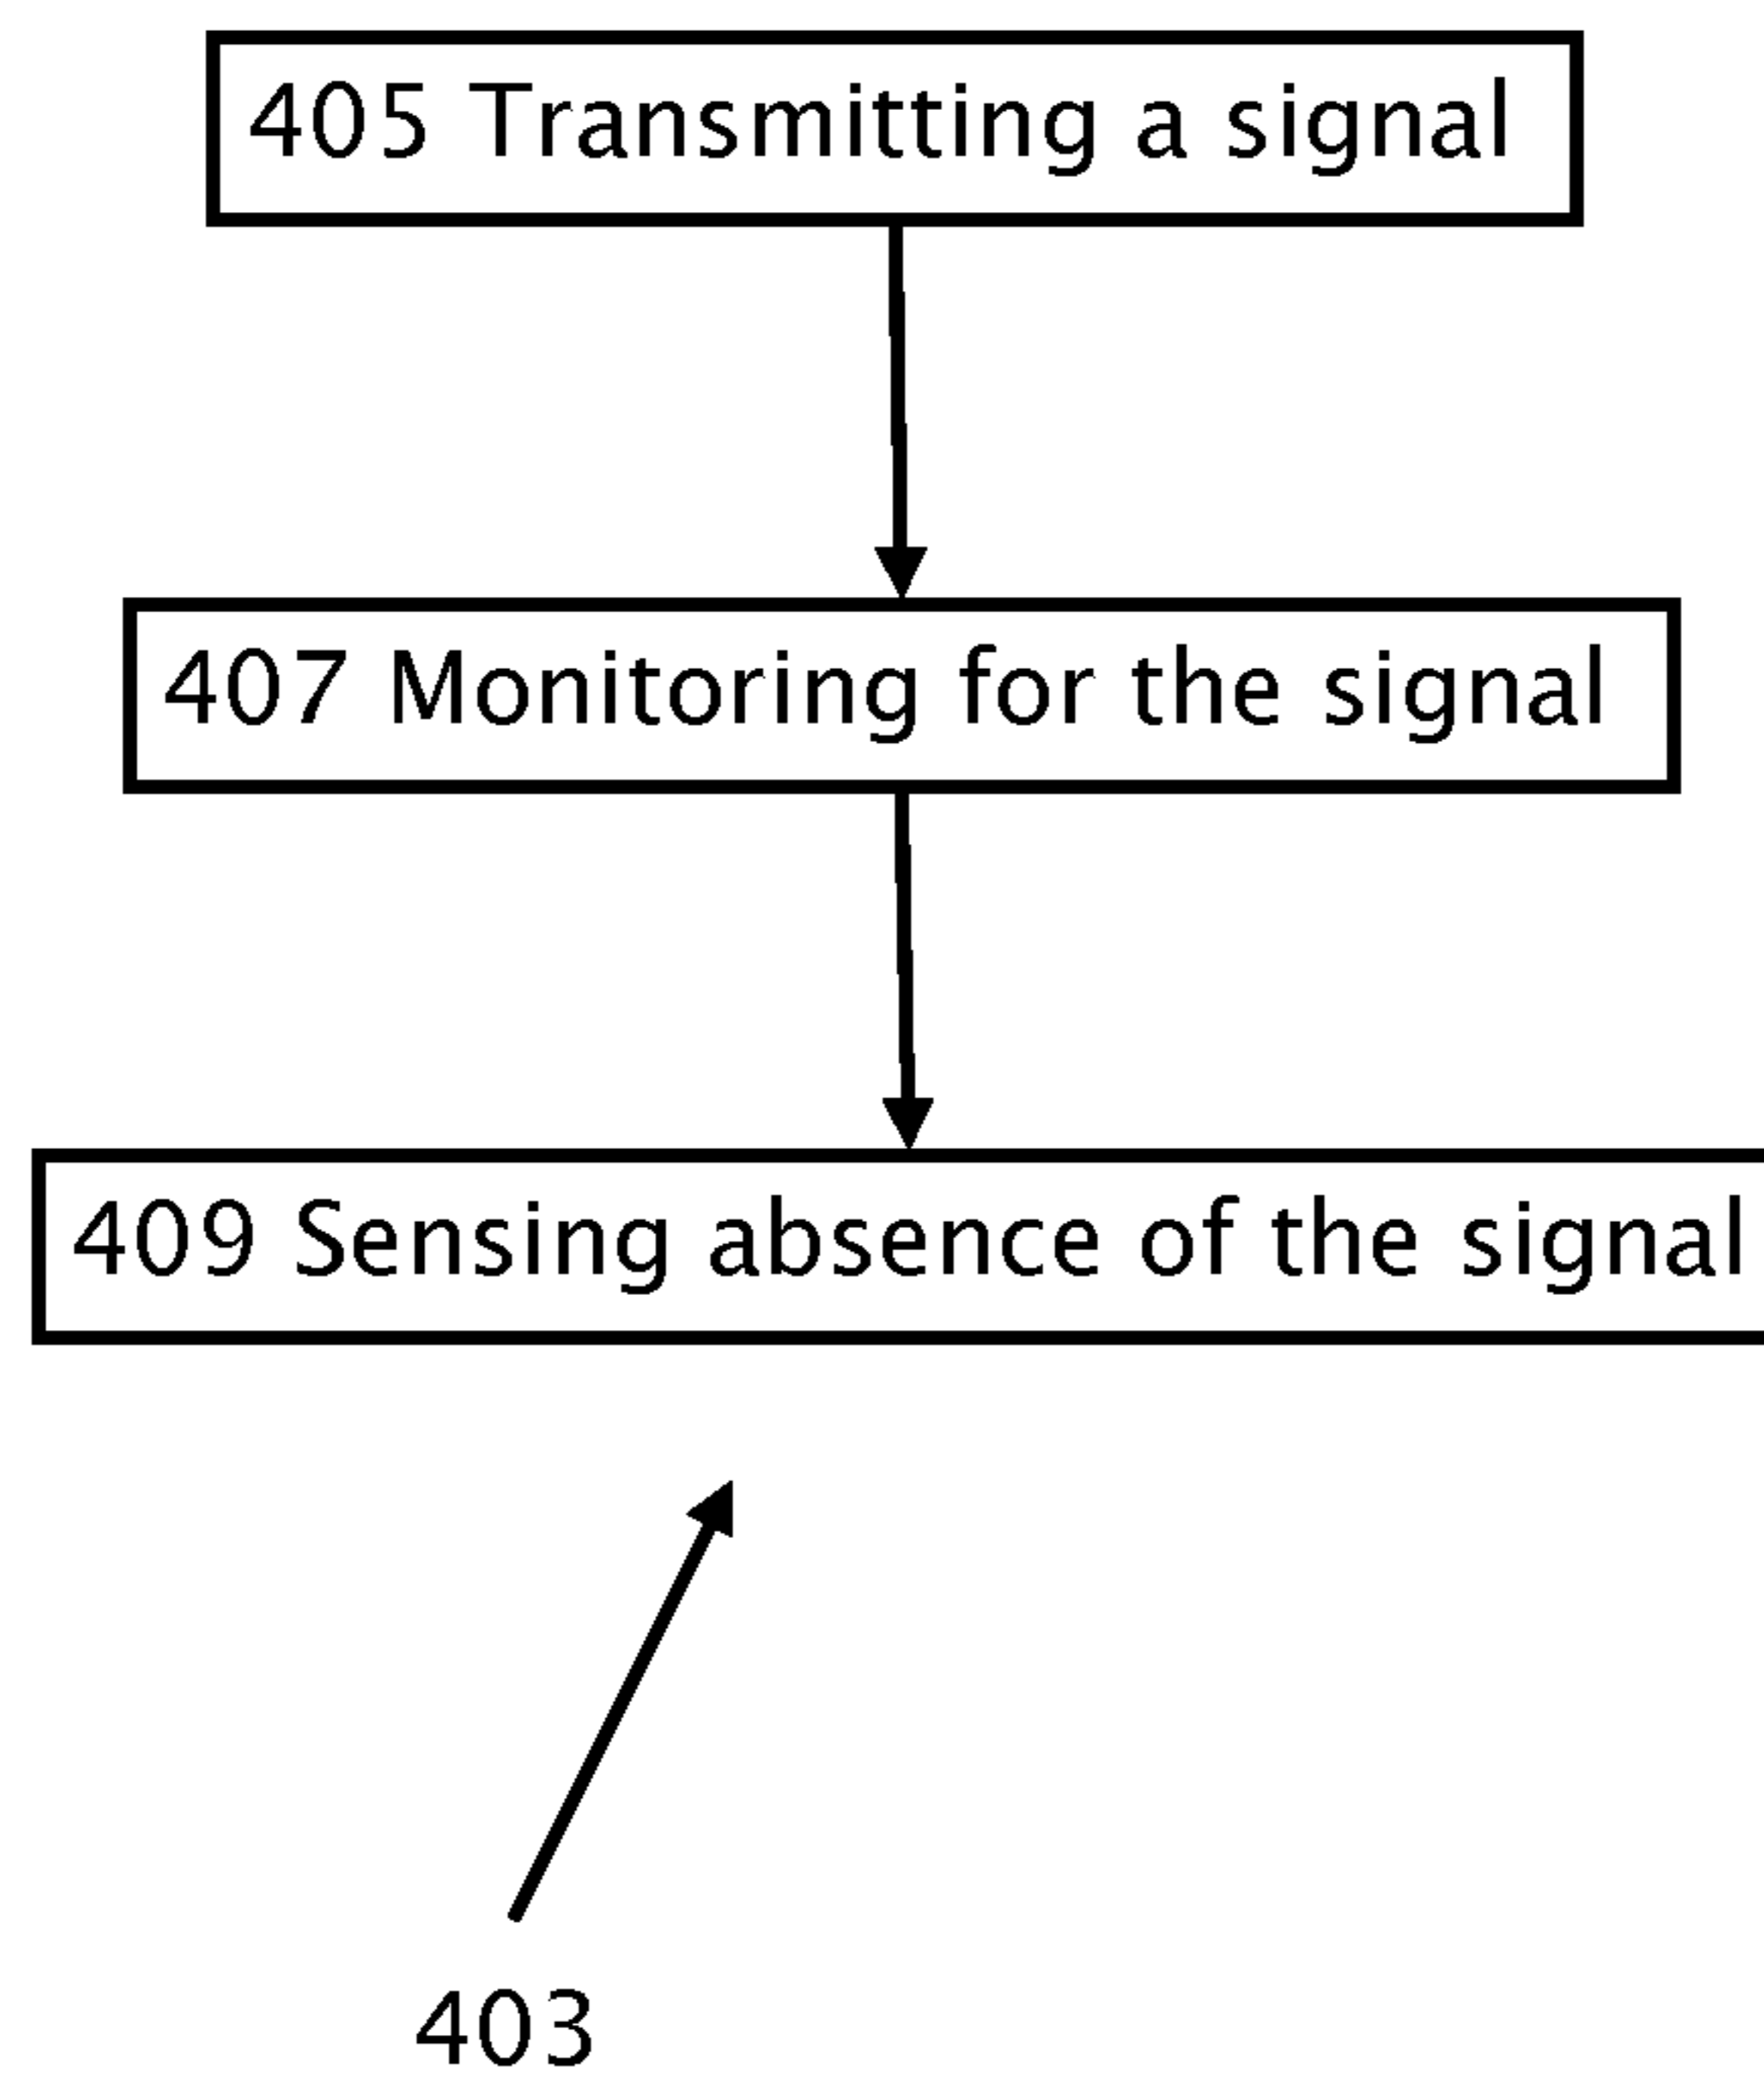 405 Transmitting a signal
407 Monitoring for the signal
409 Sensing absence of the signal
403